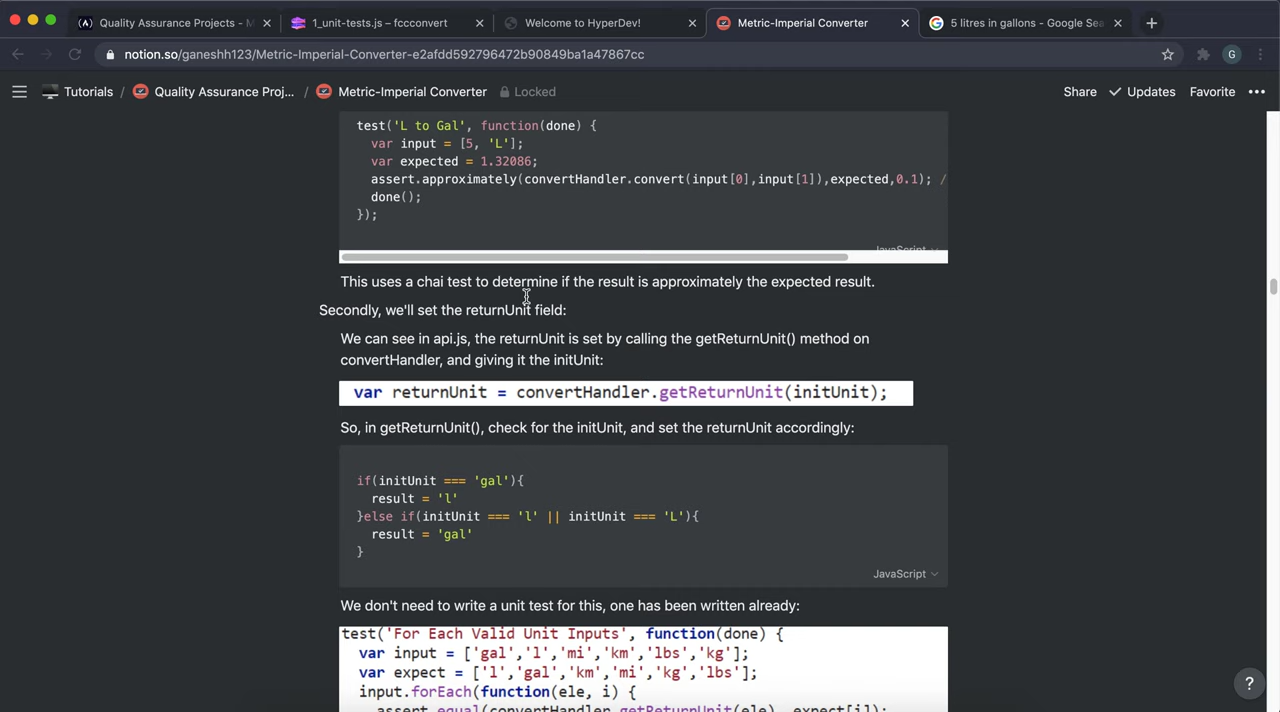 Quality Assurance Projects - M
1_unit-tests.js – fccconvert
Welcome to HyperDev!
Metric-Imperial Converter
5 litres in gallons - Google Sea
notion.so/ganeshh123/Metric-Imperial-Converter-e2afdd592796472b90849ba1a47867cc
G
Tutorials / Quality Assurance Proj... / Metric-Imperial Converter Locked
Share Updates Favorite
test('L to Gal', function(done) {
var input = [5, 'L'];
var expected = 1.32086;
assert.approximately(convertHandler.convert(input[0],input[1]),expected,0.1); /
done();
});
JavaScript
This uses a chai test to determine if the result is approximately the expected result.
Secondly, we'll set the returnUnit field:
We can see in api.js, the returnUnit is set by calling the getReturnUnit() method on
convertHandler, and giving it the initUnit:
var returnUnit = convertHandler.getReturnUnit(initUnit);
So, in getReturnUnit(), check for the initUnit, and set the returnUnit accordingly:
if(initUnit === 'gal'){
result = 'l'
}else if(initUnit === 'l' || initUnit === 'L'){
result = 'gal'
}
JavaScript
We don't need to write a unit test for this, one has been written already:
test('For Each Valid Unit Inputs', function(done) {
var input = ['gal','l','mi','km','lbs','kg'];
var expect = ['l','gal','km','mi','kg','lbs'];
input.forEach(function(ele, i) {
assert.equal(convertHandler.getReturnUnit(ele), expect[i]);
?